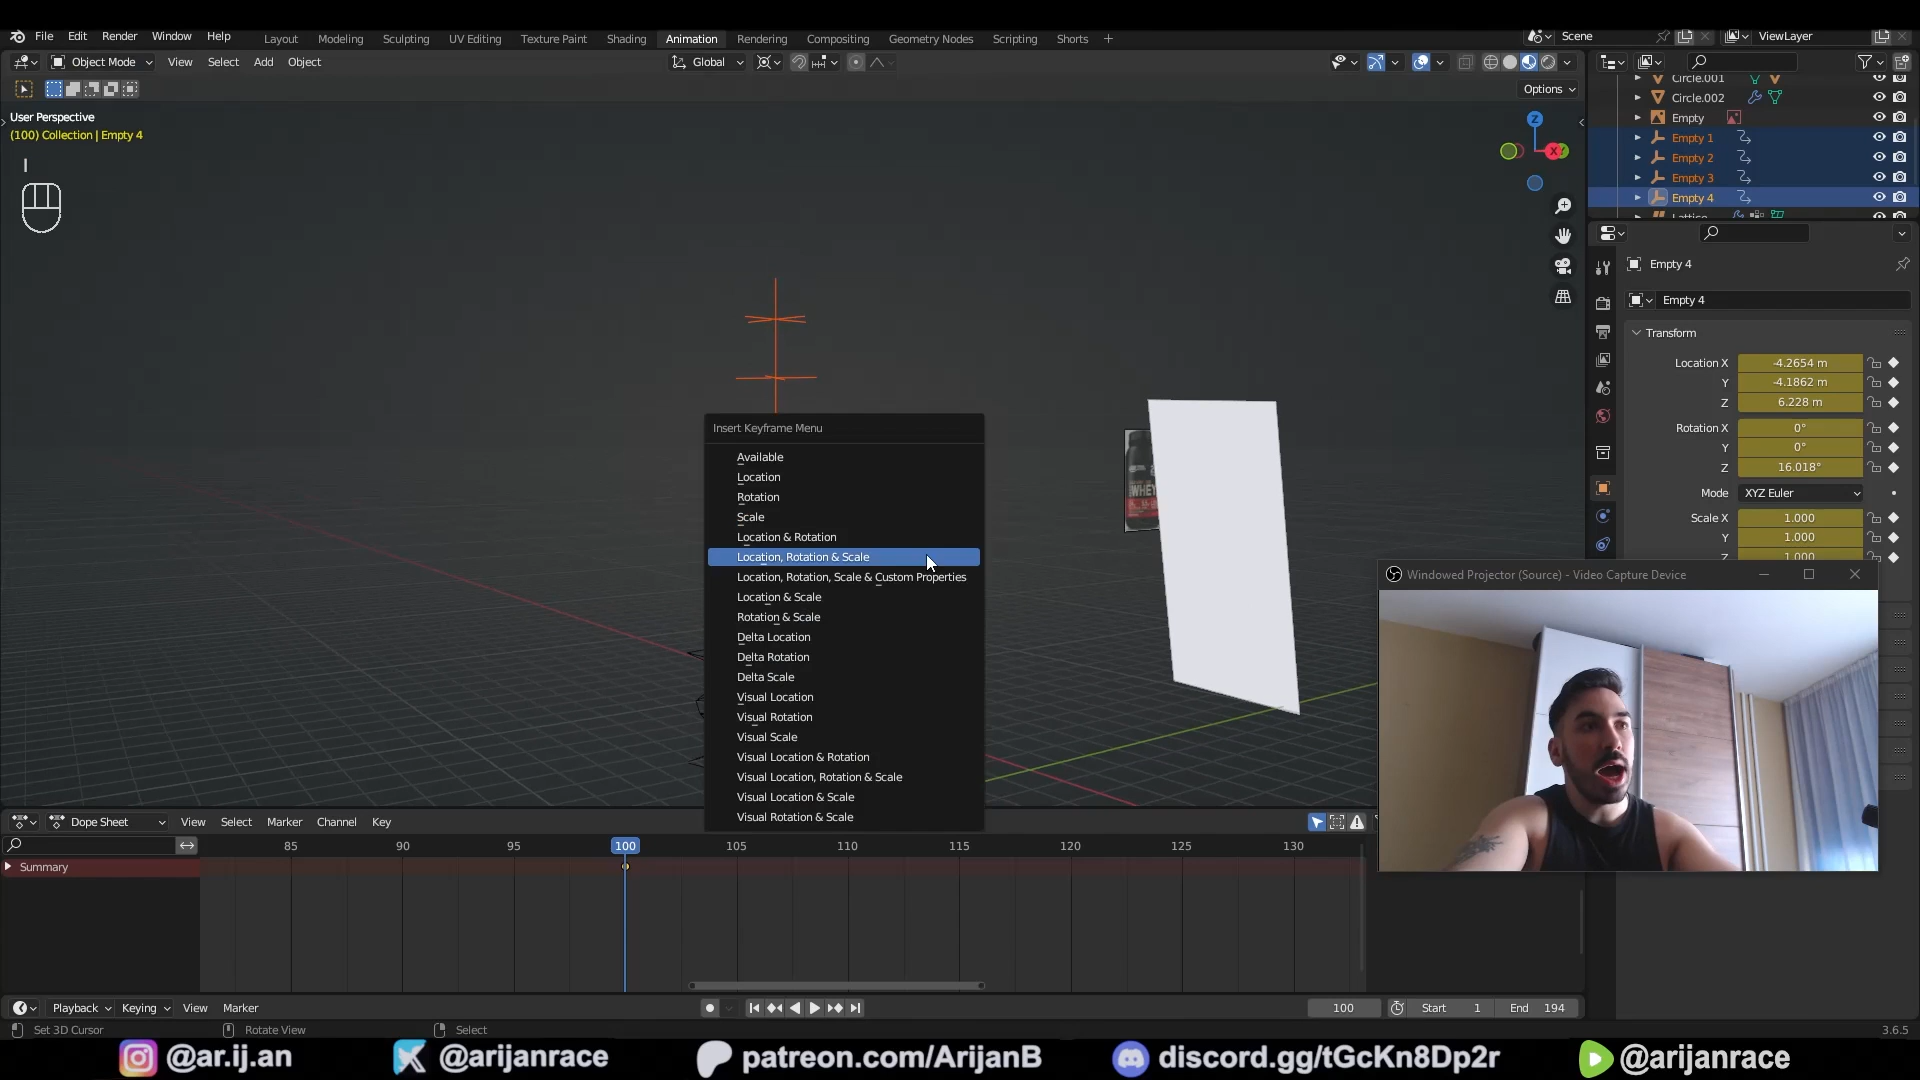 File Edit Render Window Help
Layout Modeling Sculpting UV Editing Texture Paint Shading Animation Rendering Compositing Geometry Nodes Scripting Shorts +
Scene
ViewLayer
Object Mode View Select Add Object
Global
Options
User Perspective
(100) Collection | Empty 4
I
Z
X
Y
Circle.001
Circle.002
Empty
Empty 1
Empty 2
Empty 3
Empty 4
Lattice
Empty 4
Empty 4
Transform
Location X -4.2654 m
Y -4.1862 m
Z 6.228 m
Rotation X 0°
Y 0°
Z 16.018°
Mode XYZ Euler
Scale X 1.000
Y 1.000
Z 1.000
WHEY
Insert Keyframe Menu
Available
Location
Rotation
Scale
Location & Rotation
Location, Rotation & Scale
Location, Rotation, Scale & Custom Properties
Location & Scale
Rotation & Scale
Delta Location
Delta Rotation
Delta Scale
Visual Location
Visual Rotation
Visual Scale
Visual Location & Rotation
Visual Location, Rotation & Scale
Visual Location & Scale
Visual Rotation & Scale
Windowed Projector (Source) - Video Capture Device
Dope Sheet View Select Marker Channel Key
85 90 95 100 105 110 115 120 125 130
Summary
Playback Keying View Marker
100 Start 1 End 194
Set 3D Cursor Rotate View Select
3.6.5
@ar.ij.an @arijanrace patreon.com/ArijanB discord.gg/tGcKn8Dp2r @arijanrace